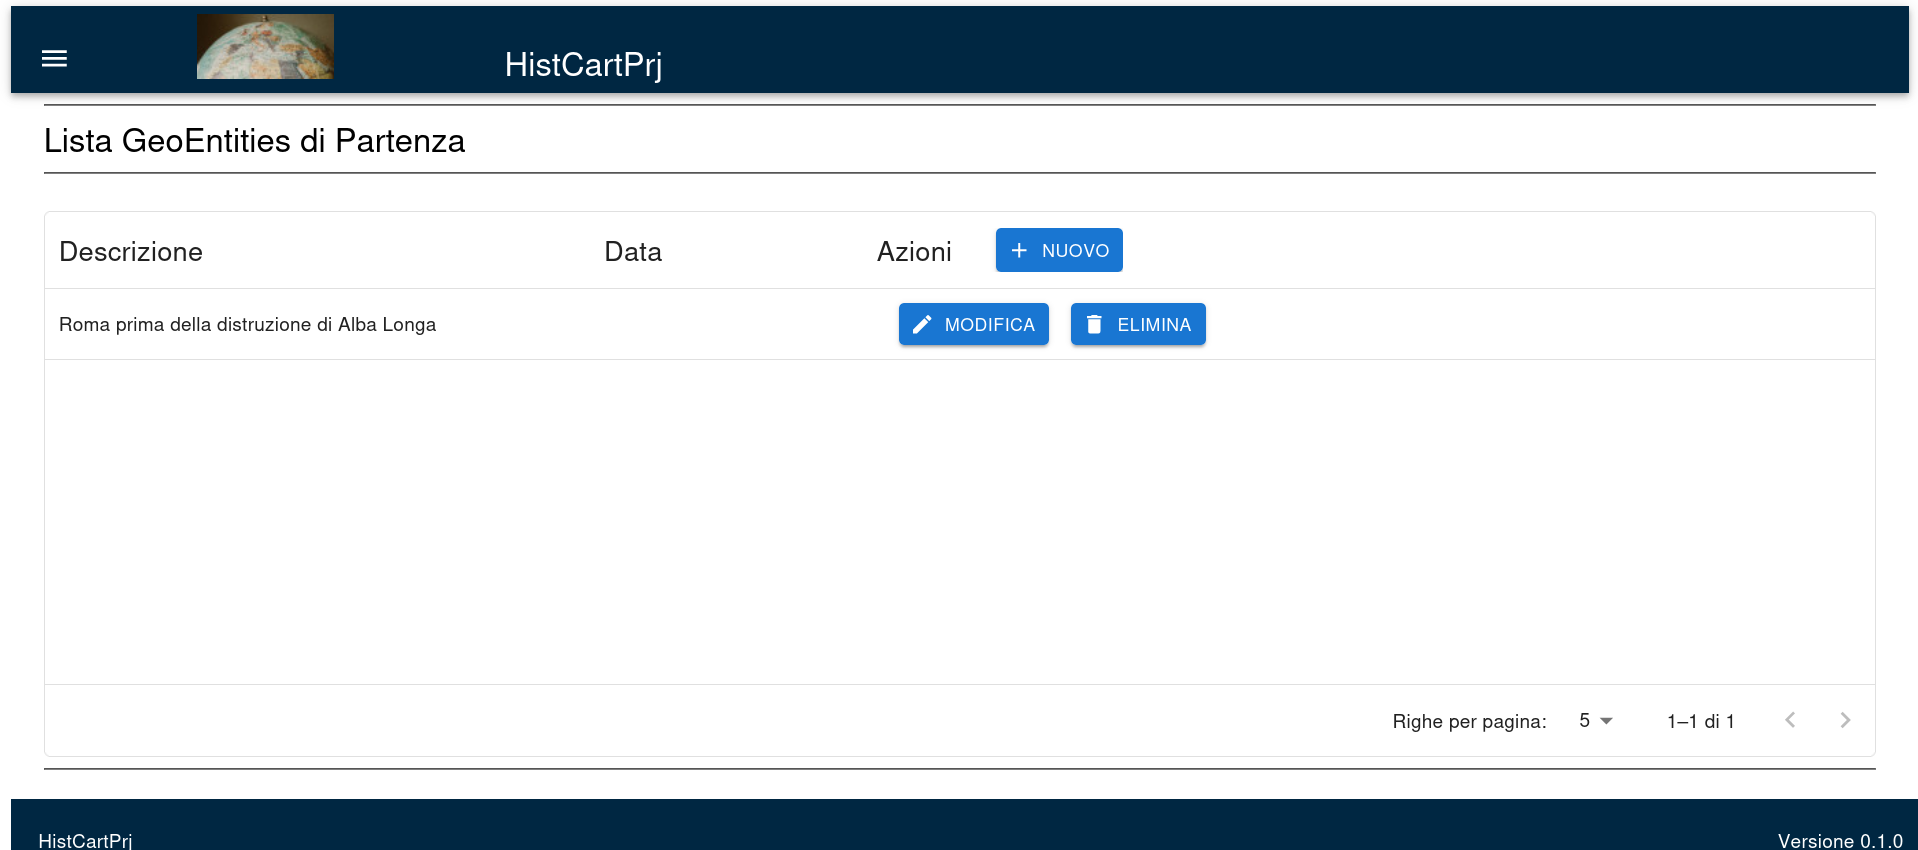 HistCartPrj
Lista GeoEntities di Partenza
Descrizione Data Azioni NUOVO
Roma prima della distruzione di Alba Longa MODIFICA ELIMINA
Righe per pagina: 5 1–1 di 1
HistCartPrj Versione 0.1.0